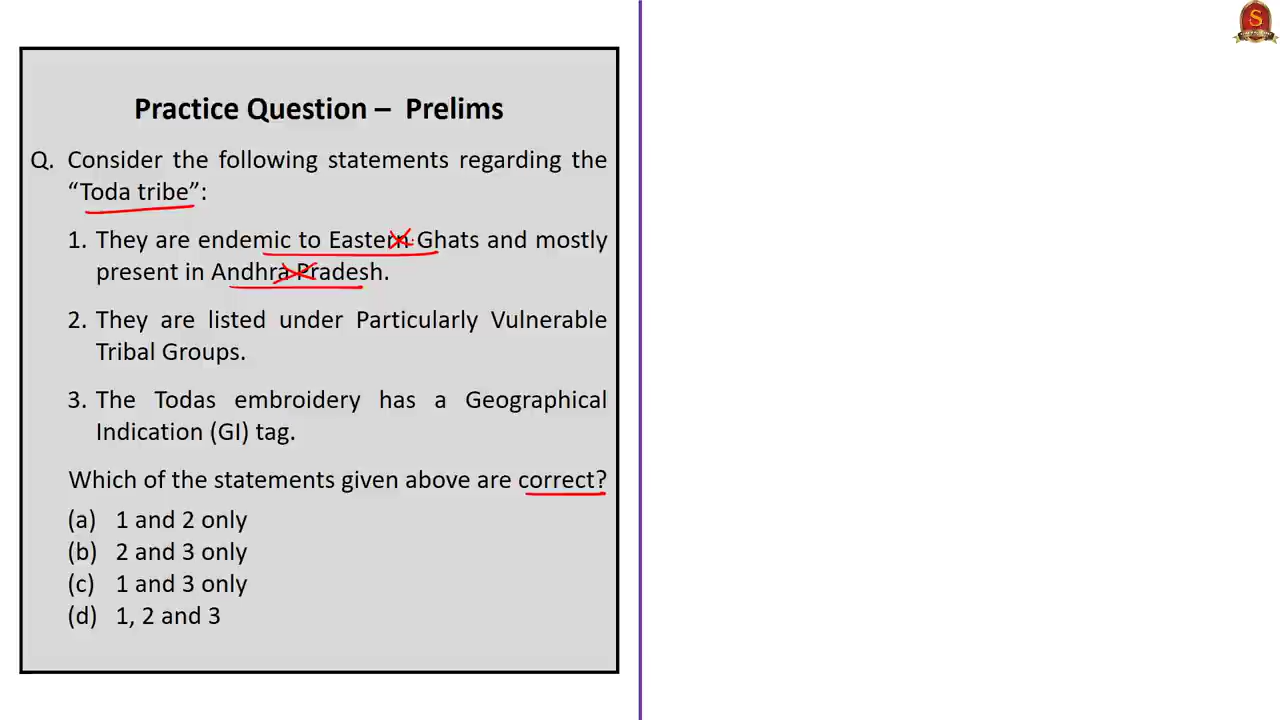 Practice Question – Prelims
Q. Consider the following statements regarding the
“Toda tribe”:
1. They are endemic to Eastern Ghats and mostly
present in Andhra Pradesh.
2. They are listed under Particularly Vulnerable
Tribal Groups.
3. The Todas embroidery has a Geographical
Indication (GI) tag.
Which of the statements given above are correct?
(a) 1 and 2 only
(b) 2 and 3 only
(c) 1 and 3 only
(d) 1, 2 and 3
S